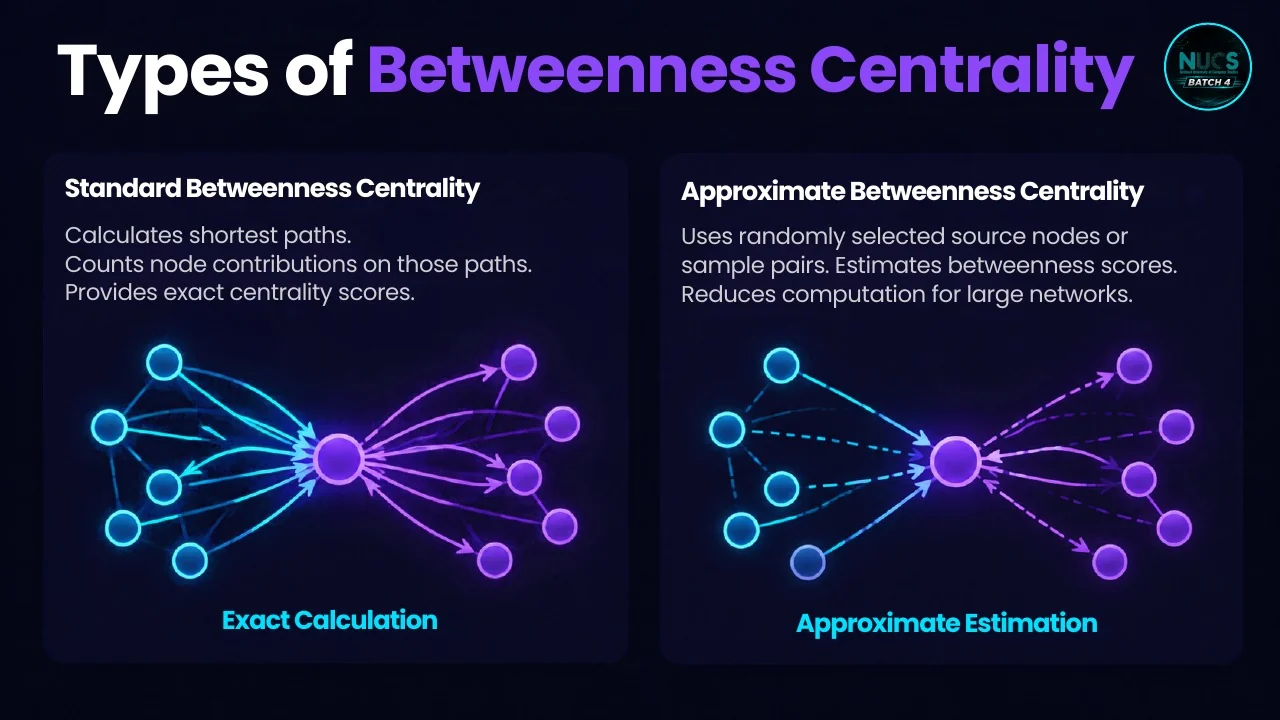 Types of Betweenness Centrality
NUCS
BATCH 4
Standard Betweenness Centrality
Calculates shortest paths.
Counts node contributions on those paths.
Provides exact centrality scores.
Exact Calculation
Approximate Betweenness Centrality
Uses randomly selected source nodes or
sample pairs. Estimates betweenness scores.
Reduces computation for large networks.
Approximate Estimation